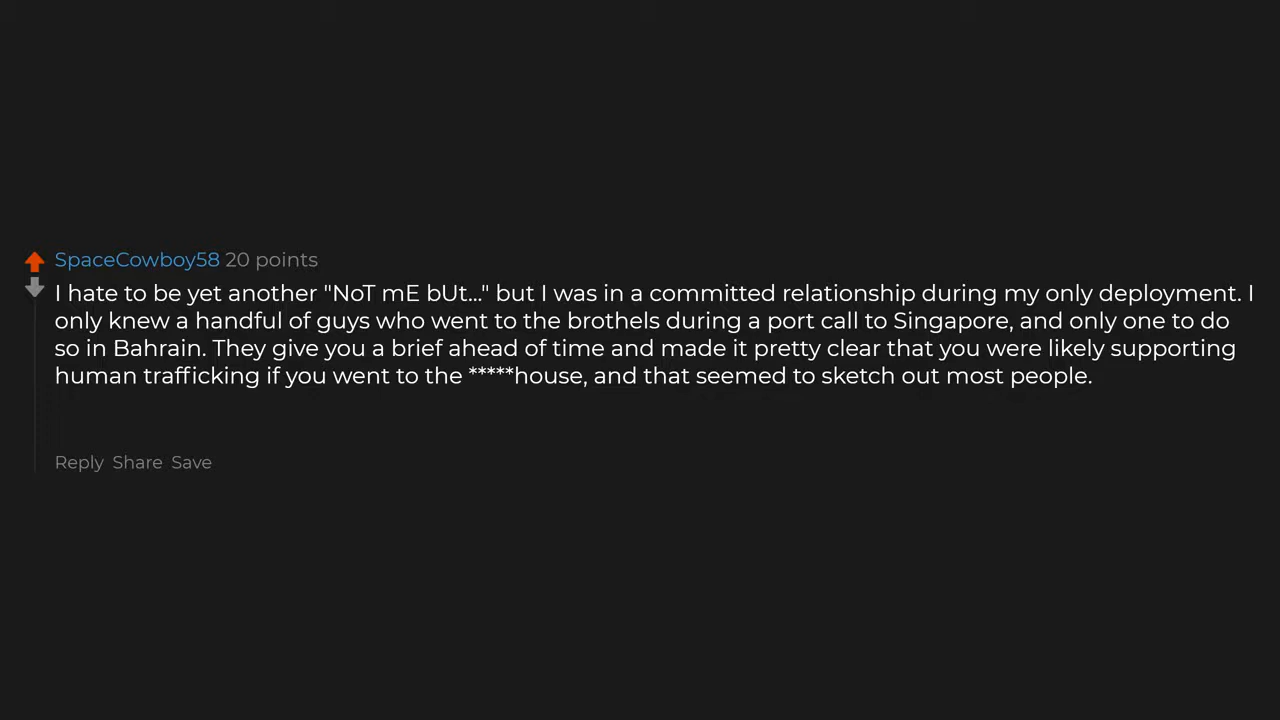 SpaceCowboy58 20 points
I hate to be yet another "NoT mE bUt..." but I was in a committed relationship during my only deployment. I
only knew a handful of guys who went to the brothels during a port call to Singapore, and only one to do
so in Bahrain. They give you a brief ahead of time and made it pretty clear that you were likely supporting
human trafficking if you went to the *****house, and that seemed to sketch out most people.
Reply Share Save